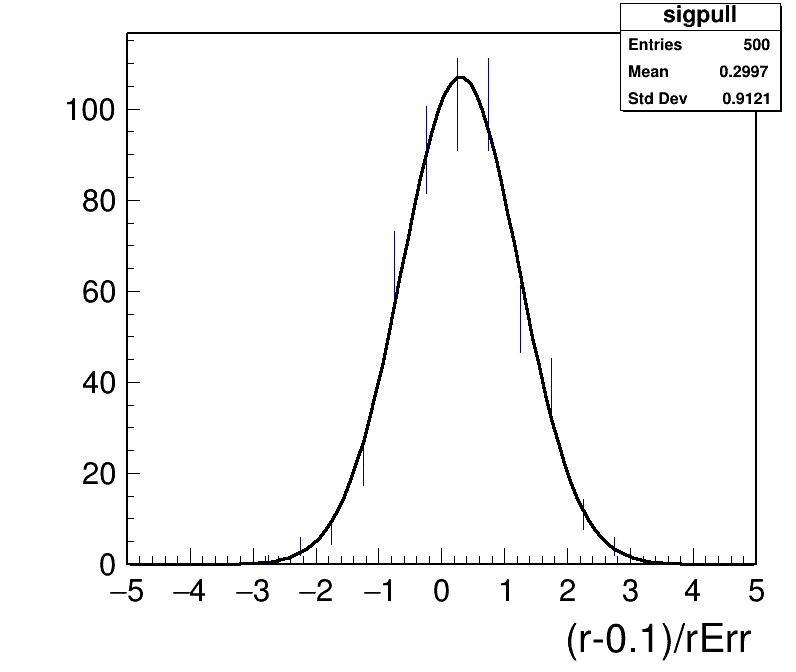 sigpull
Entries 500
Mean 0.2997
Std Dev 0.9121
100
80
60
40
20
0
−5 −4 −3 −2 −1 0 1 2 3 4 5
(r-0.1)/rErr